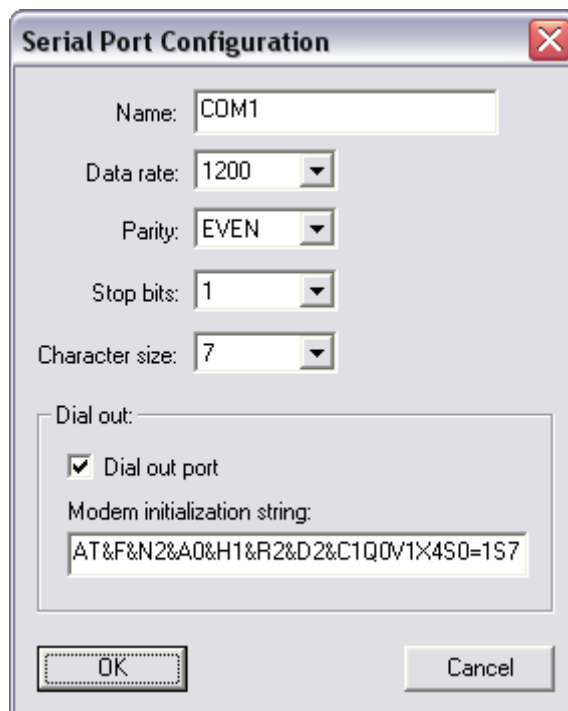 Serial Port Configuration
Name: COM1
Data rate: 1200
Parity: EVEN
Stop bits: 1
Character size: 7
Dial out:
Dial out port
Modem initialization string:
AT&F&N2&A0&H1&R2&D2&C1Q0V1X4S0=1S7
OK Cancel